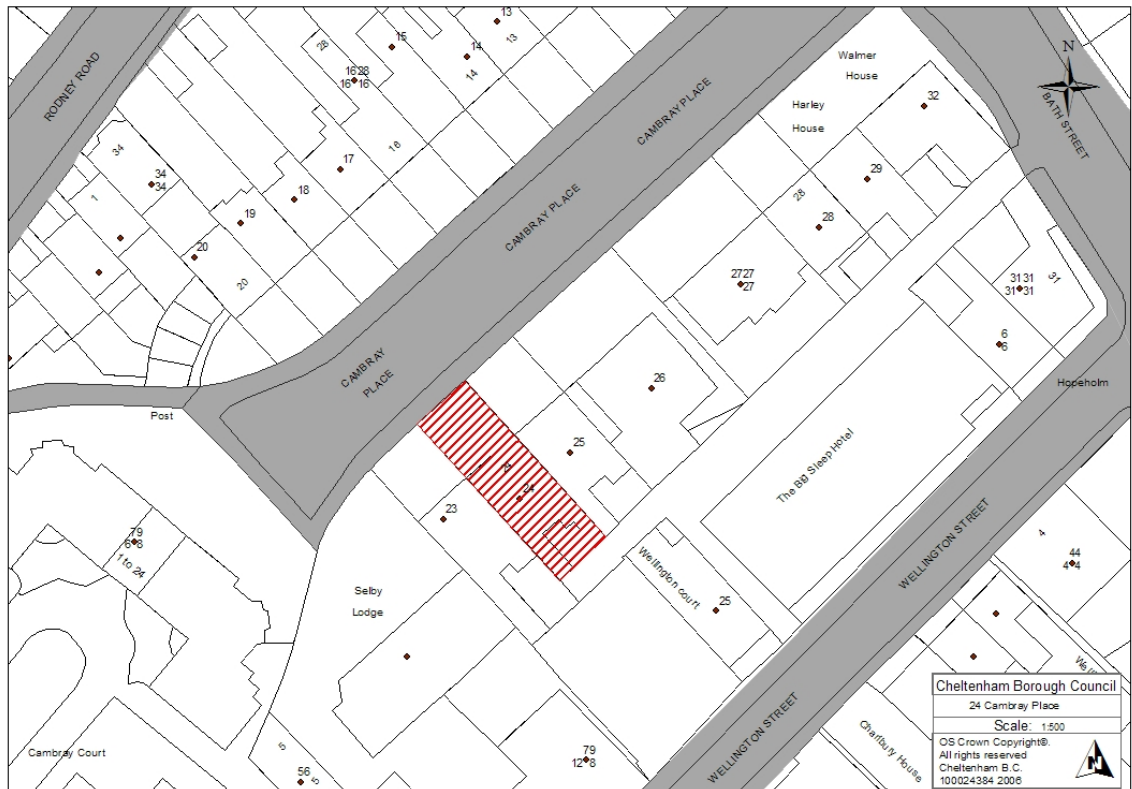 13
15
14
13
14
28
16 28
16 16
RODNEY ROAD
CAMBRAY PLACE
Walmer
House
N
BATH STREET
Harley
House
32
34
34
34
1
17
16
18
19
20
20
29
28
28
CAMBRAY PLACE
27 27
27
31 31
31 31
31
6
6
Hopeholm
CAMBRAY
PLACE
Post
26
25
24
23
The Big Sleep Hotel
WELLINGTON STREET
79
6 8
1 to 24
Selby
Lodge
Wellington court
25
4
44
4 4
Cambray Court
5
5
56
79
12 8
WELLINGTON STREET
Charlbury House
Cheltenham Borough Council
24 Cambray Place
Scale: 1:500
OS Crown Copyright©.
All rights reserved
Cheltenham B.C.
100024384 2006
N